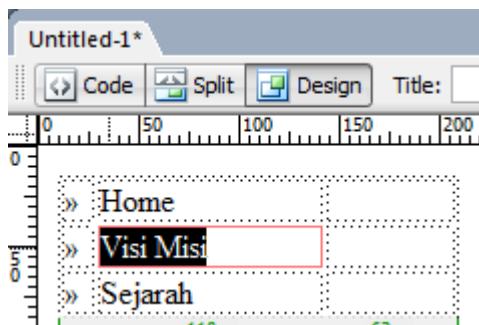 Untitled-1*
Code Split Design Title:
0 50 100 150 200
0
» Home
» Visi Misi
50
» Sejarah